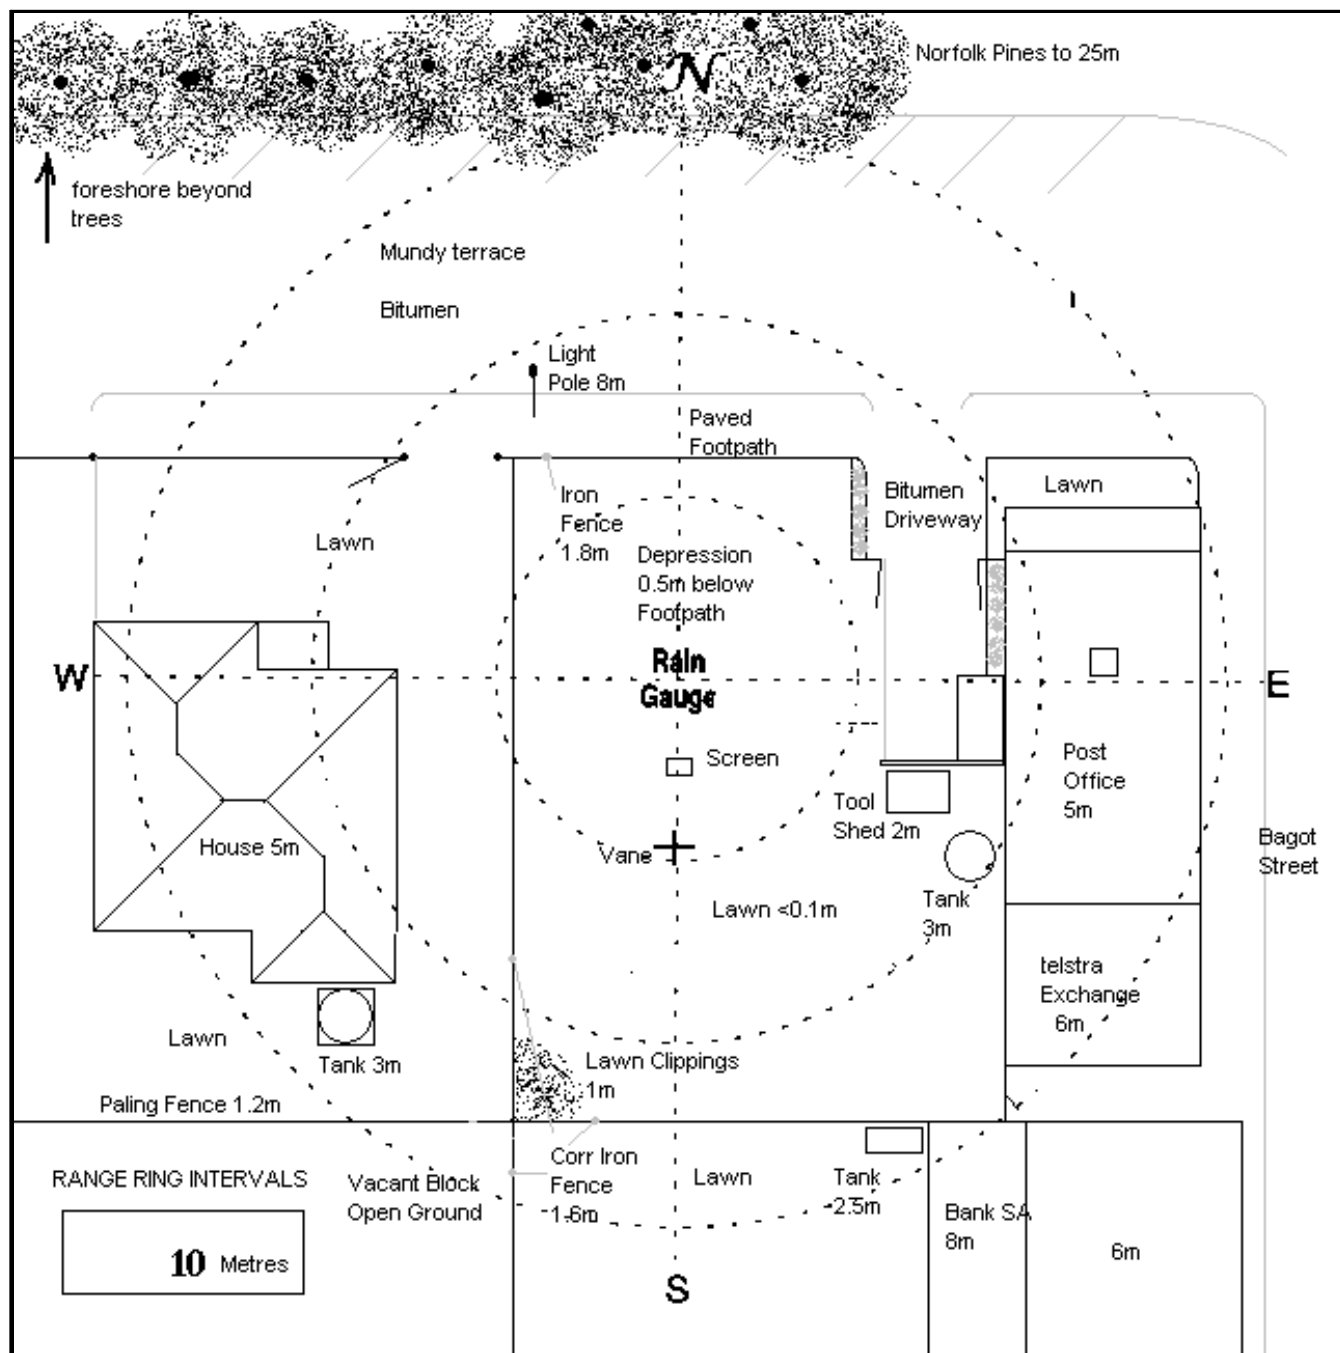 N
Norfolk Pines to 25m
foreshore beyond
trees
Mundy terrace
Bitumen
Light
Pole 8m
Paved
Footpath
Iron
Fence
1.8m
Bitumen
Driveway
Lawn
Lawn
Depression
0.5m below
Footpath
W
Rain
Gauge
E
Screen
Post
Office
5m
Tool
Shed 2m
House 5m
Vane
Bagot
Street
Lawn <0.1m
Tank
3m
telstra
Exchange
6m
Lawn
Tank 3m
Lawn Clippings
1m
Paling Fence 1.2m
RANGE RING INTERVALS
10 Metres
Vacant Block
Open Ground
Corr Iron
Fence
1.6m
Lawn
Tank
2.5m
Bank SA
8m
6m
S